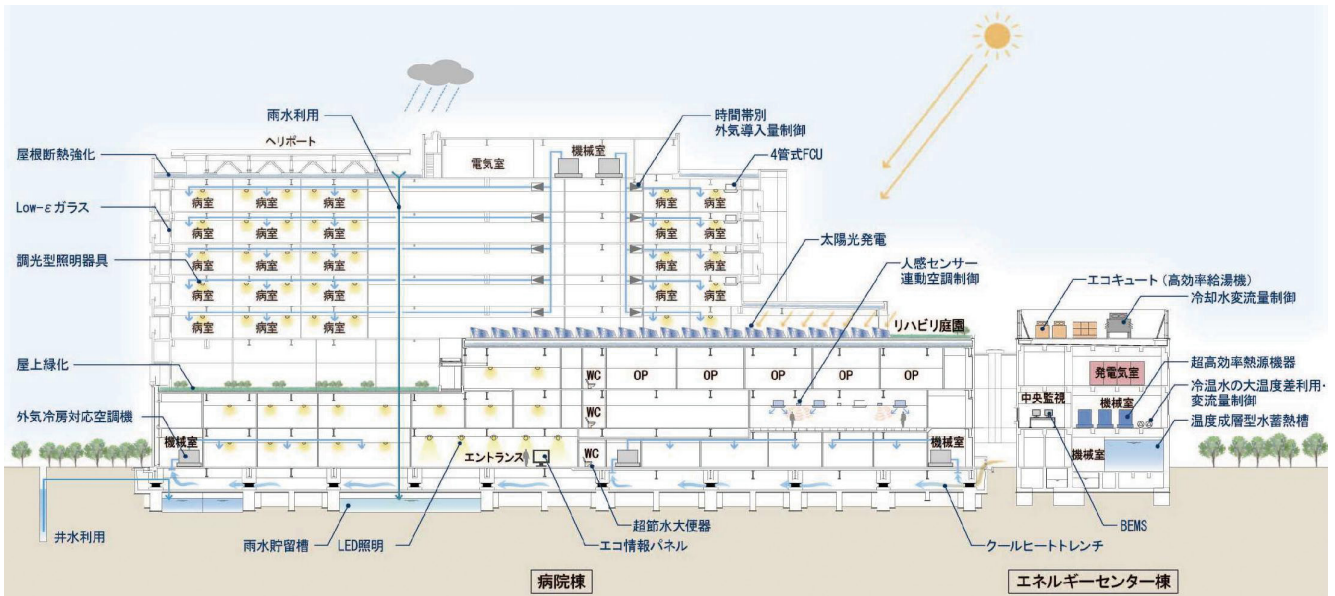 雨水利用
時間帯別
外気導入量制御
ヘリポート
機械室
4管式FCU
屋根断熱強化
電気室
病室 病室 病室 病室 病室
Low-εガラス
病室 病室 病室 病室 病室
調光型照明器具
病室 病室 病室 病室 病室
太陽光発電
人感センサー
連動空調制御
病室 病室 病室 病室 病室
エコキュート(高効率給湯機)
冷却水変流量制御
病室 病室 病室 病室 病室
リハビリ庭園
屋上緑化
WC OP OP OP OP OP
発電気室
超高効率熱源機器
冷温水の大温度差利用・
変流量制御
中央監視
機械室
温度成層型水蓄熱槽
外気冷房対応空調機
WC
機械室
エントランス
WC
機械室
機械室
井水利用
雨水貯留槽
LED照明
エコ情報パネル
超節水大便器
クールヒートトレンチ
BEMS
病院棟
エネルギーセンター棟